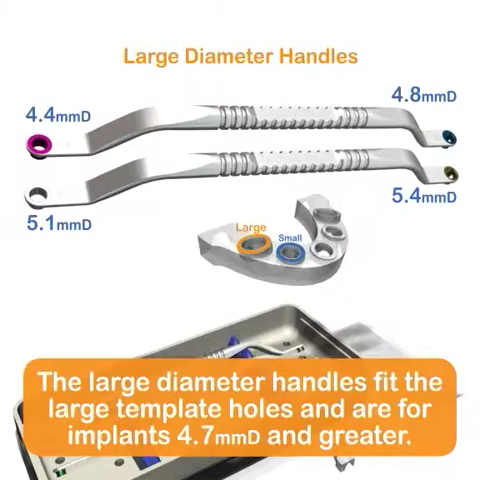 Large Diameter Handles
4.4mmD
4.8mmD
5.1mmD
5.4mmD
Large
Small
The large diameter handles fit the
large template holes and are for
implants 4.7mmD and greater.